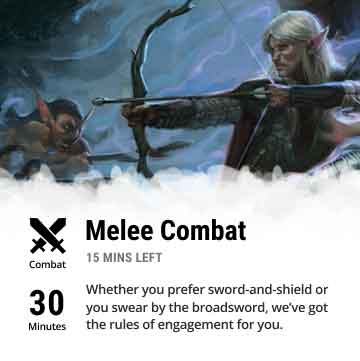 Melee Combat
Combat
15 MINS LEFT
30
Minutes
Whether you prefer sword-and-shield or
you swear by the broadsword, we’ve got
the rules of engagement for you.